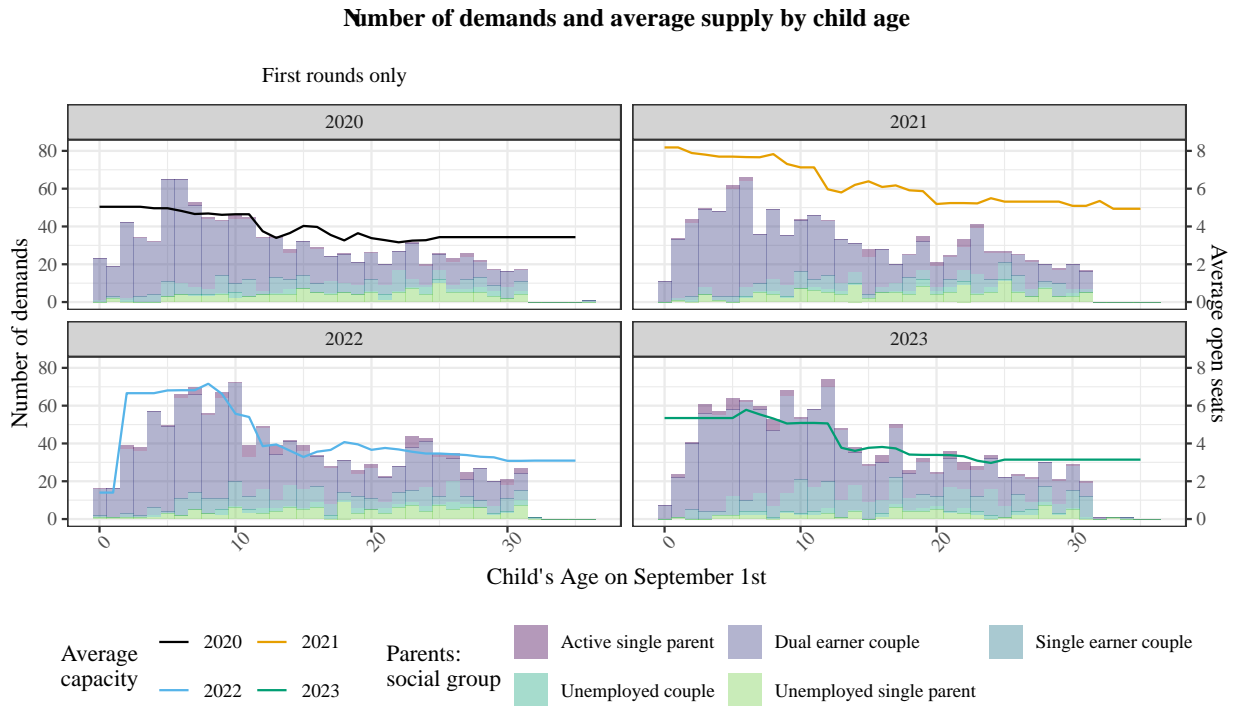 Number of demands and average supply by child age
First rounds only
2020
2021
80
60
40
20
0
8
6
4
2
0
2022
2023
80
60
40
20
0
8
6
4
2
0
0
10
20
30
0
10
20
30
Number of demands
Average open seats
Child's Age on September 1st
Average
capacity
2020
2021
2022
2023
Parents:
social group
Active single parent
Dual earner couple
Single earner couple
Unemployed couple
Unemployed single parent